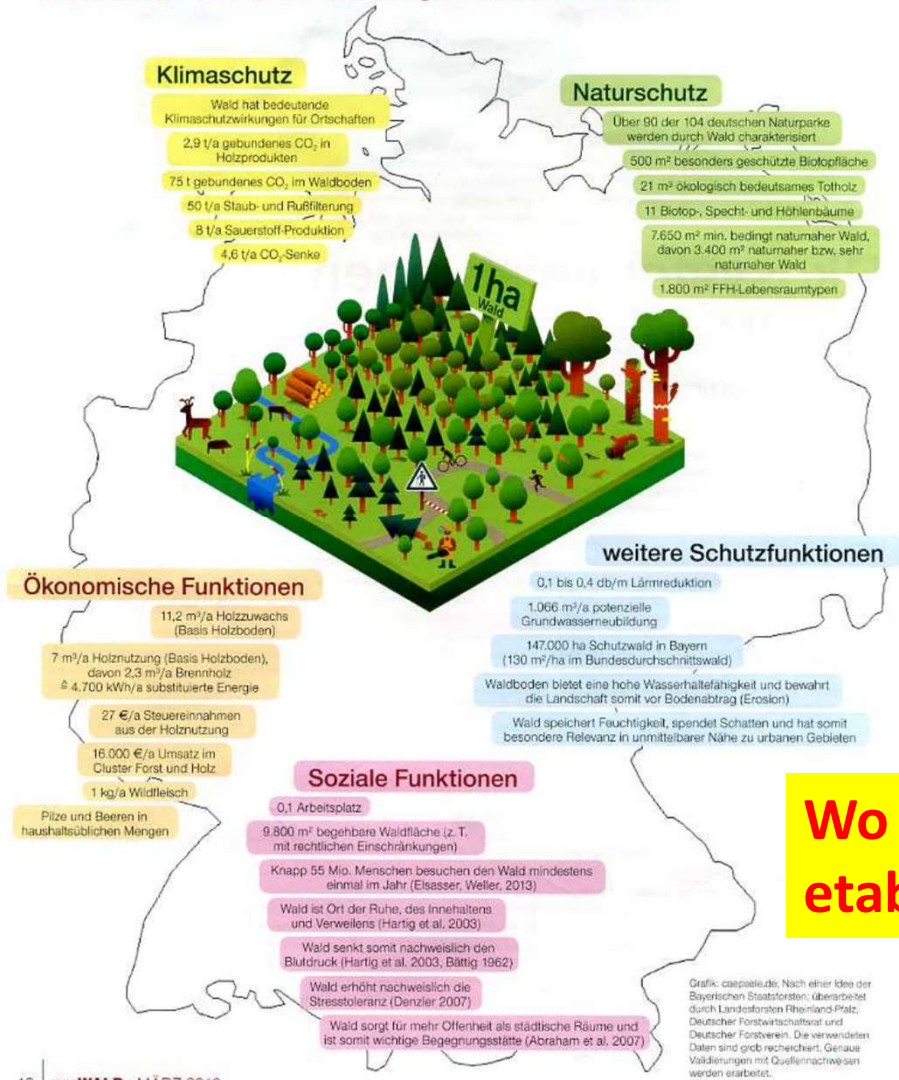 Klimaschutz
Wald hat bedeutende
Klimaschutzwirkungen für Ortschaften
2,9 t/a gebundenes CO₂ in
Holzprodukten
75 t gebundenes CO₂ im Waldboden
50 t/a Staub- und Rußfilterung
8 t/a Sauerstoff-Produktion
4,6 t/a CO₂-Senke
Naturschutz
Über 90 der 104 deutschen Naturparke
werden durch Wald charakterisiert
500 m² besonders geschützte Biotopfläche
21 m³ ökologisch bedeutsames Totholz
11 Biotop-, Specht- und Höhlenbäume
7.650 m² min. bedingt naturnaher Wald,
davon 3.400 m² naturnaher bzw. sehr
naturnaher Wald
1.800 m² FFH-Lebensraumtypen
1 ha
Wald
Ökonomische Funktionen
11,2 m³/a Holzzuwachs
(Basis Holzboden)
7 m³/a Holznutzung (Basis Holzboden),
davon 2,3 m³/a Brennholz
≙ 4.700 kWh/a substituierte Energie
27 €/a Steuereinnahmen
aus der Holznutzung
16.000 €/a Umsatz im
Cluster Forst und Holz
1 kg/a Wildfleisch
Pilze und Beeren in
haushaltsüblichen Mengen
weitere Schutzfunktionen
0,1 bis 0,4 db/m Lärmreduktion
1.066 m³/a potenzielle
Grundwasserneubildung
147.000 ha Schutzwald in Bayern
(130 m²/ha im Bundesdurchschnittswald)
Waldboden bietet eine hohe Wasserhaltefähigkeit und bewahrt
die Landschaft somit vor Bodenabtrag (Erosion)
Wald speichert Feuchtigkeit, spendet Schatten und hat somit
besondere Relevanz in unmittelbarer Nähe zu urbanen Gebieten
Soziale Funktionen
0,1 Arbeitsplatz
9.800 m² begehbare Waldfläche (z. T.
mit rechtlichen Einschränkungen)
Knapp 55 Mio. Menschen besuchen den Wald mindestens
einmal im Jahr (Elsasser, Weller, 2013)
Wald ist Ort der Ruhe, des Innehaltens
und Verweilens (Hartig et al. 2003)
Wald senkt somit nachweislich den
Blutdruck (Hartig et al. 2003, Bättig 1962)
Wald erhöht nachweislich die
Stresstoleranz (Denzler 2007)
Wald sorgt für mehr Offenheit als städtische Räume und
ist somit wichtige Begegnungsstätte (Abraham et al. 2007)
Wo
etab
Grafik: caepsele.de; Nach einer Idee der
Bayerischen Staatsforsten; überarbeitet
durch Landesforsten Rheinland-Pfalz,
Deutscher Forstwirtschaftsrat und
Deutscher Forstverein. Die verwendeten
Daten sind grob recherchiert. Genaue
Validierungen mit Quellennachweisen
werden erarbeitet.